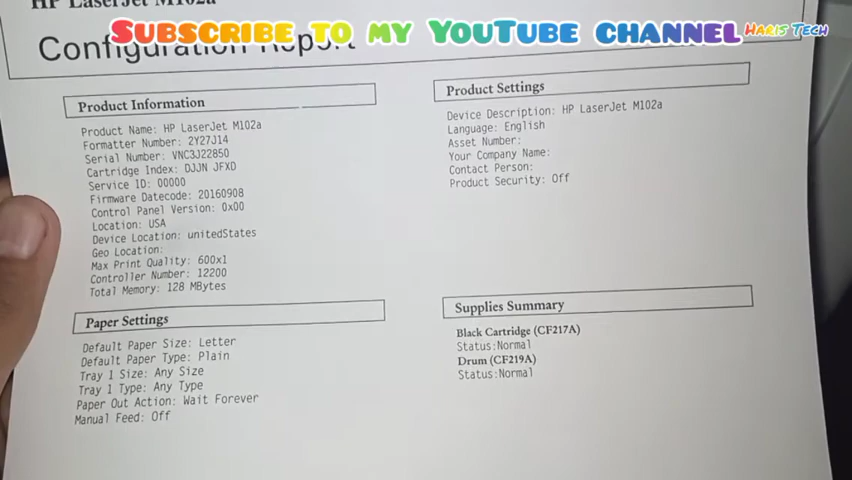 HP LaserJet M102a
SUBSCRIBE TO MY YOUTUBE CHANNEL
HARIS TECH
Configuration Report
Product Information
Product Name: HP LaserJet M102a
Formatter Number: 2Y27J14
Serial Number: VNC3J22850
Cartridge Index: DJJN JFXD
Service ID: 00000
Firmware Datecode: 20160908
Control Panel Version: 0x00
Location: USA
Device Location: unitedStates
Geo Location:
Max Print Quality: 600x1
Controller Number: 12200
Total Memory: 128 MBytes
Paper Settings
Default Paper Size: Letter
Default Paper Type: Plain
Tray 1 Size: Any Size
Tray 1 Type: Any Type
Paper Out Action: Wait Forever
Manual Feed: Off
Product Settings
Device Description: HP LaserJet M102a
Language: English
Asset Number:
Your Company Name:
Contact Person:
Product Security: Off
Supplies Summary
Black Cartridge (CF217A)
Status:Normal
Drum (CF219A)
Status:Normal